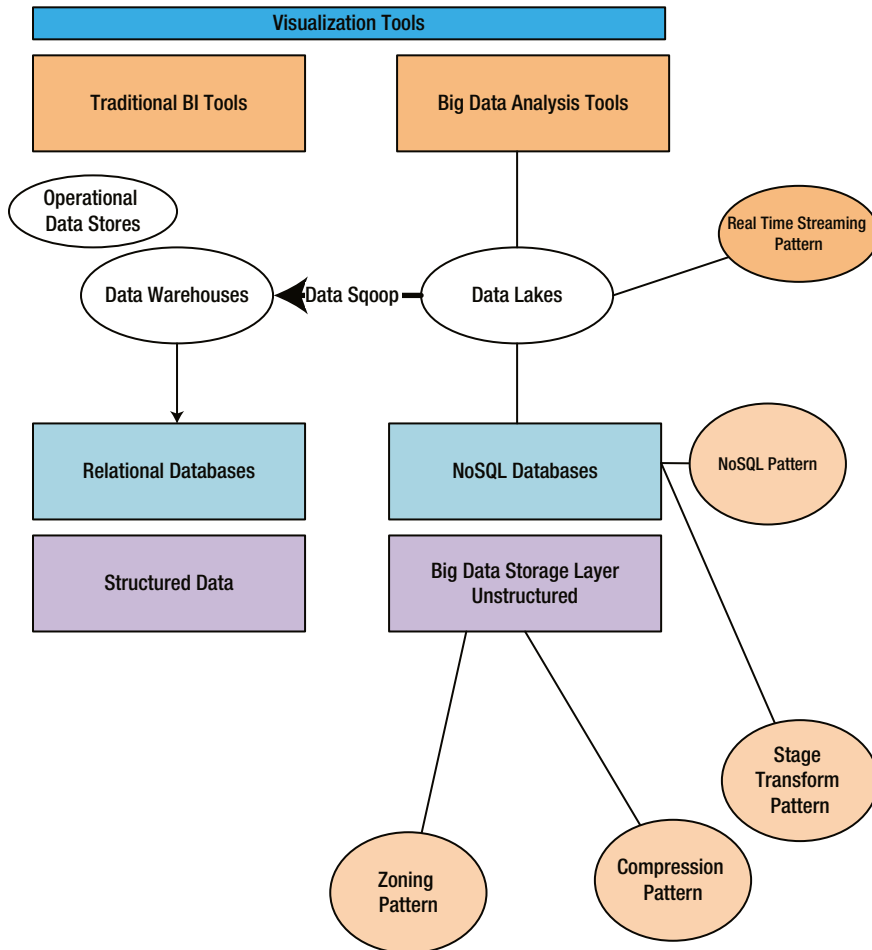 Visualization Tools
Traditional BI Tools
Big Data Analysis Tools
Operational
Data Stores
Real Time Streaming
Pattern
Data Warehouses
Data Sqoop
Data Lakes
Relational Databases
NoSQL Databases
NoSQL Pattern
Structured Data
Big Data Storage Layer
Unstructured
Stage
Transform
Pattern
Zoning
Pattern
Compression
Pattern